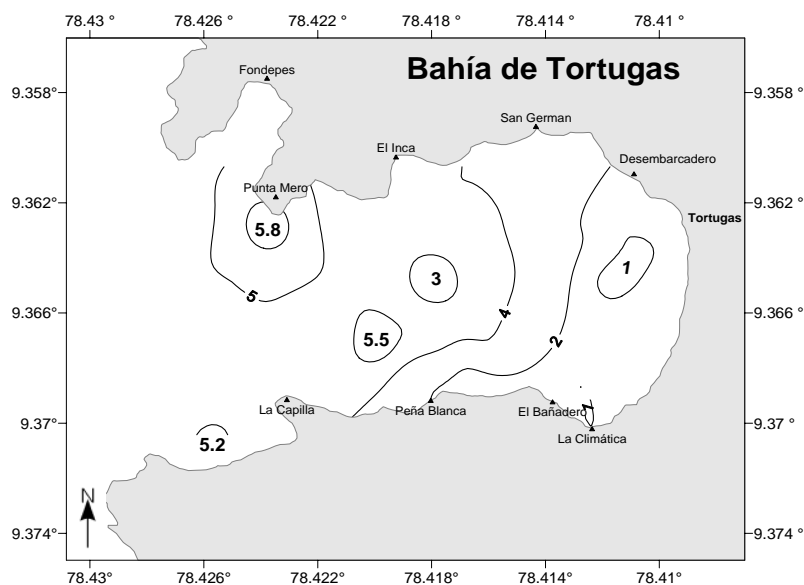 78.43° 78.426° 78.422° 78.418° 78.414° 78.41°
Bahía de Tortugas
Fondepes
9.358° 9.358 °
San German
El Inca
Desembarcadero
Punta Mero
9.362° 9.362 °
Tortugas
5.8
1
3
5
4
9.366° 9.366 °
5.5
2
La Capilla
Peña Blanca
El Bañadero
1
9.37° 9.37 °
La Climática
5.2
N
9.374° 9.374 °
78.43° 78.426° 78.422° 78.418° 78.414° 78.41°